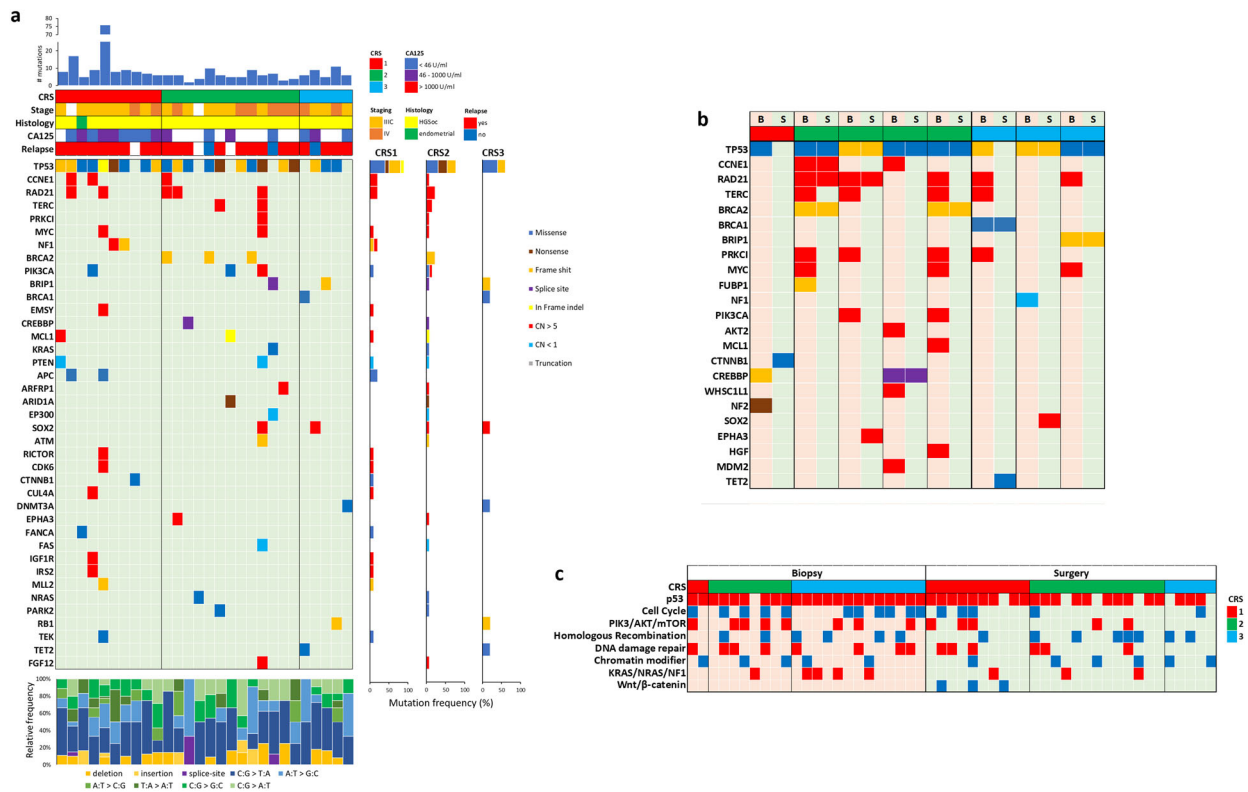 a
80
70
20
10
0
# mutations
CRS
1
2
3
CA125
< 46 U/ml
46 - 1000 U/ml
> 1000 U/ml
Staging
IIIC
IV
Histology
HGSoc
endometrial
Relapse
yes
no
CRS
Stage
Histology
CA125
Relapse
TP53
CCNE1
RAD21
TERC
PRKCI
MYC
NF1
BRCA2
PIK3CA
BRIP1
BRCA1
EMSY
CREBBP
MCL1
KRAS
PTEN
APC
ARFRP1
ARID1A
EP300
SOX2
ATM
RICTOR
CDK6
CTNNB1
CUL4A
DNMT3A
EPHA3
FANCA
FAS
IGF1R
IRS2
MLL2
NRAS
PARK2
RB1
TEK
TET2
FGF12
CRS1 CRS2 CRS3
0 100 0 100 0 100
Mutation frequency (%)
Missense
Nonsense
Frame shit
Splice site
In Frame indel
CN > 5
CN < 1
Truncation
Relative frequency
100%
80%
60%
40%
20%
0%
deletion insertion splice-site C:G > T:A A:T > G:C
A:T > C:G T:A > A:T C:G > G:C C:G > A:T
b
B S B S B S B S B S B S B S B S
TP53
CCNE1
RAD21
TERC
BRCA2
BRCA1
BRIP1
PRKCI
MYC
FUBP1
NF1
PIK3CA
AKT2
MCL1
CTNNB1
CREBBP
WHSC1L1
NF2
SOX2
EPHA3
HGF
MDM2
TET2
c
Biopsy Surgery
CRS
p53
Cell Cycle
PIK3/AKT/mTOR
Homologous Recombination
DNA damage repair
Chromatin modifier
KRAS/NRAS/NF1
Wnt/β-catenin
CRS
1
2
3